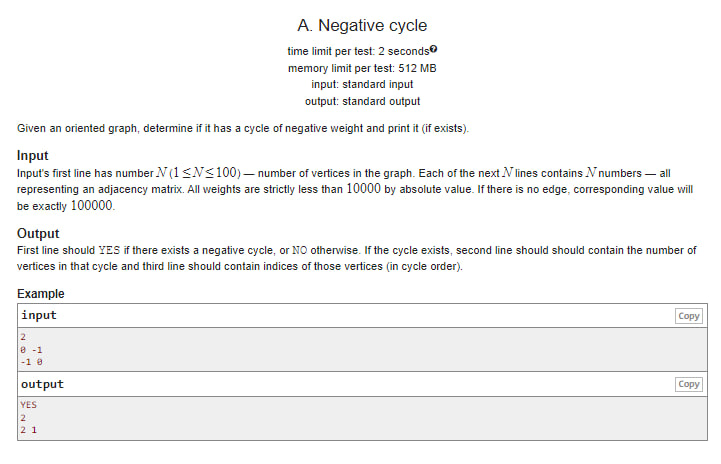 A. Negative cycle
time limit per test: 2 seconds?
memory limit per test: 512 MB
input: standard input
output: standard output
Given an oriented graph, determine if it has a cycle of negative weight and print it (if exists).
Input
Input's first line has number N (1 ≤ N ≤ 100) — number of vertices in the graph. Each of the next N lines contains N numbers — all
representing an adjacency matrix. All weights are strictly less than 10000 by absolute value. If there is no edge, corresponding value will
be exactly 100000.
Output
First line should YES if there exists a negative cycle, or NO otherwise. If the cycle exists, second line should should contain the number of
vertices in that cycle and third line should contain indices of those vertices (in cycle order).
Example
input Copy
2
0 -1
-1 0
output Copy
YES
2
2 1